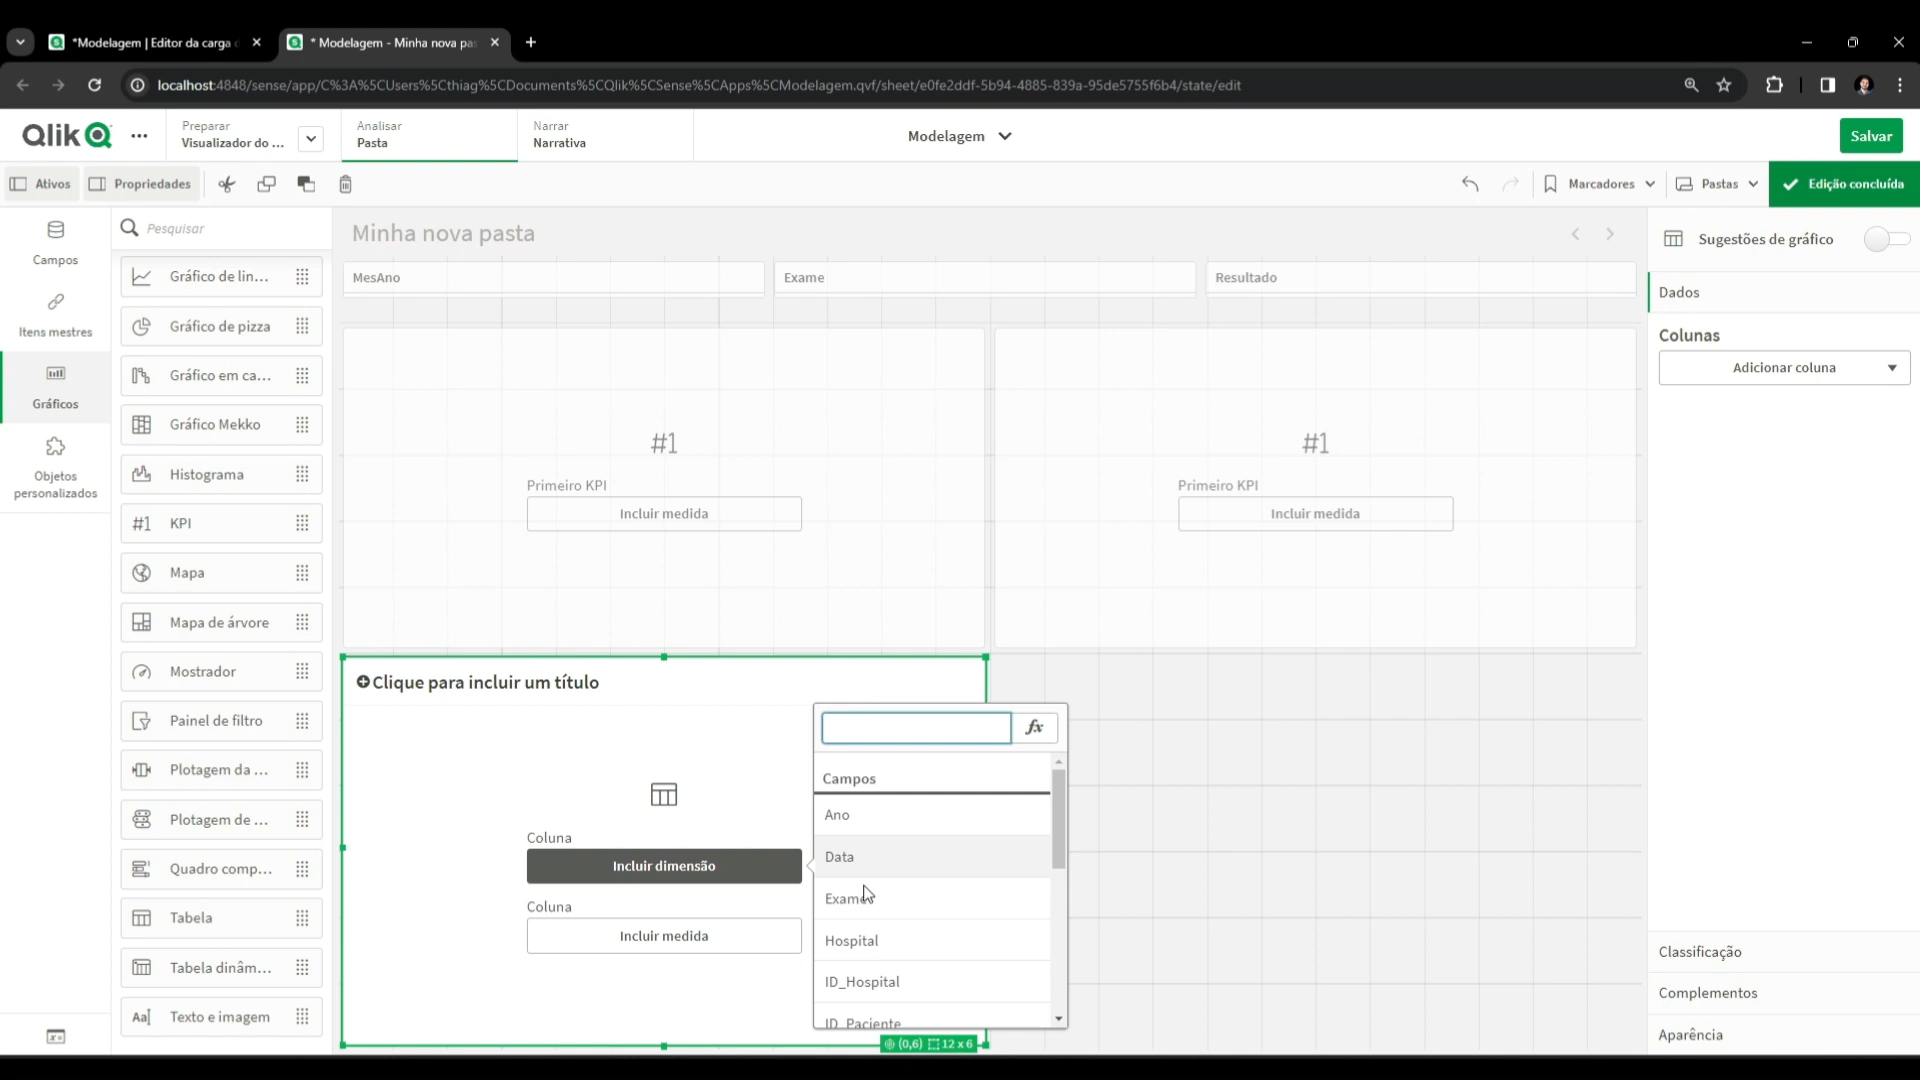 *Modelagem | Editor da carga d
* Modelagem - Minha nova pas
localhost:4848/sense/app/C%3A%5CUsers%5Cthiag%5CDocuments%5CQlik%5CSense%5CApps%5CModelagem.qvf/sheet/e0fe2ddf-5b94-4885-839a-95de5755f6b4/state/edit
Qlik
Preparar
Visualizador do ...
Analisar
Pasta
Narrar
Narrativa
Modelagem
Salvar
Ativos
Propriedades
Marcadores
Pastas
Edição concluída
Campos
Itens mestres
Gráficos
Objetos
personalizados
Pesquisar
Gráfico de lin...
Gráfico de pizza
Gráfico em ca...
Gráfico Mekko
Histograma
#1 KPI
Mapa
Mapa de árvore
Mostrador
Painel de filtro
Plotagem da ...
Plotagem de ...
Quadro comp...
Tabela
Tabela dinâm...
Aa Texto e imagem
Minha nova pasta
MesAno
Exame
Resultado
#1
Primeiro KPI
Incluir medida
#1
Primeiro KPI
Incluir medida
Clique para incluir um título
Coluna
Incluir dimensão
Coluna
Incluir medida
(0,6) 12 x 6
fx
Campos
Ano
Data
Exame
Hospital
ID_Hospital
ID_Paciente
Sugestões de gráfico
Dados
Colunas
Adicionar coluna
Classificação
Complementos
Aparência